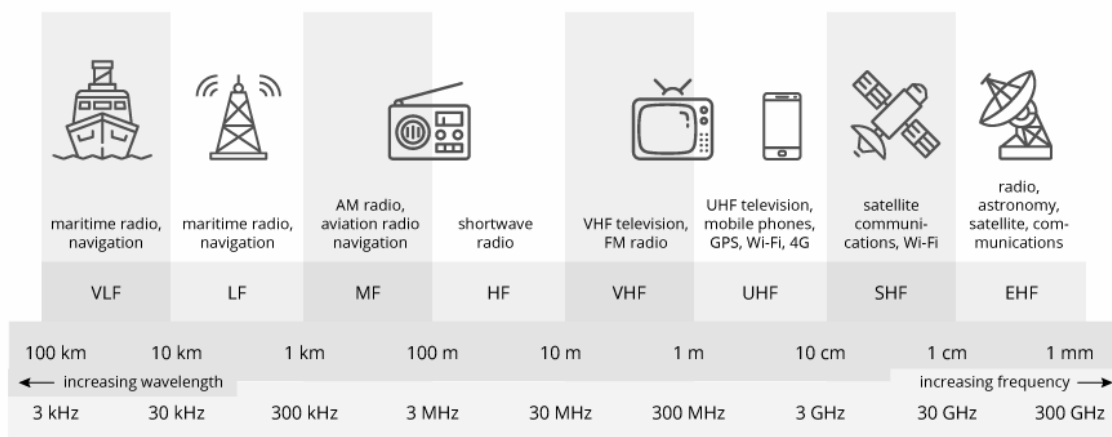 maritime radio,
navigation
maritime radio,
navigation
AM radio,
aviation radio
navigation
shortwave
radio
VHF television,
FM radio
UHF television,
mobile phones,
GPS, Wi-Fi, 4G
satellite
communi-
cations, Wi-Fi
radio,
astronomy,
satellite, com-
munications
VLF LF MF HF VHF UHF SHF EHF
100 km 10 km 1 km 100 m 10 m 1 m 10 cm 1 cm 1 mm
increasing wavelength increasing frequency
3 kHz 30 kHz 300 kHz 3 MHz 30 MHz 300 MHz 3 GHz 30 GHz 300 GHz